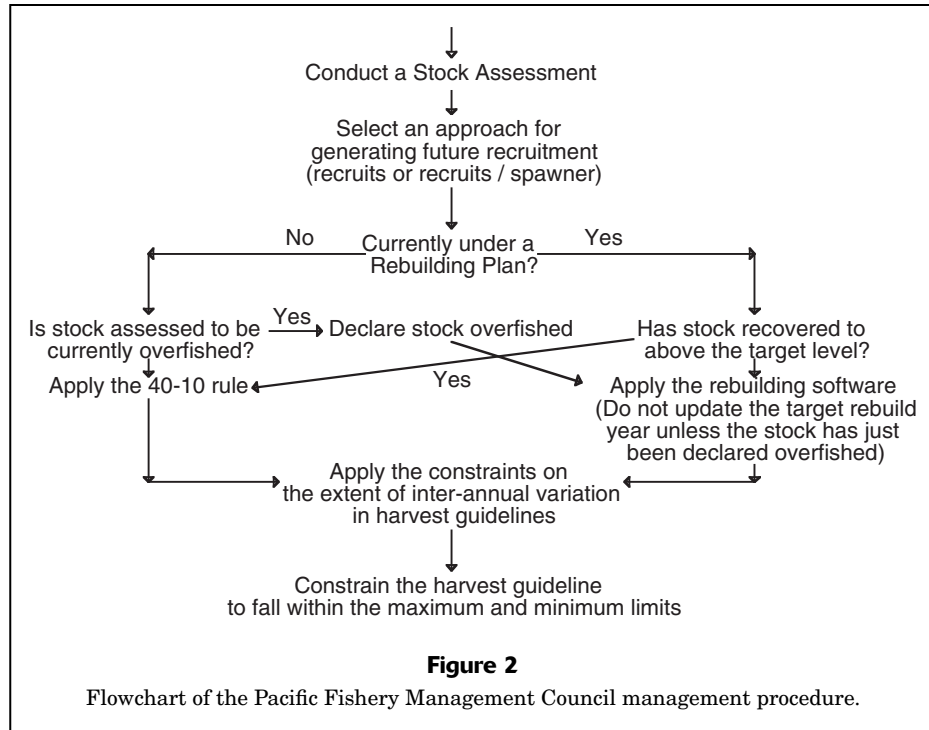 Conduct a Stock Assessment
Select an approach for
generating future recruitment
(recruits or recruits / spawner)
No
Currently under a
Rebuilding Plan?
Yes
Is stock assessed to be
currently overfished?
Yes
Declare stock overfished
Has stock recovered to
above the target level?
Apply the 40-10 rule
Yes
Apply the rebuilding software
(Do not update the target rebuild
year unless the stock has just
been declared overfished)
Apply the constraints on
the extent of inter-annual variation
in harvest guidelines
Constrain the harvest guideline
to fall within the maximum and minimum limits
Figure 2
Flowchart of the Pacific Fishery Management Council management procedure.